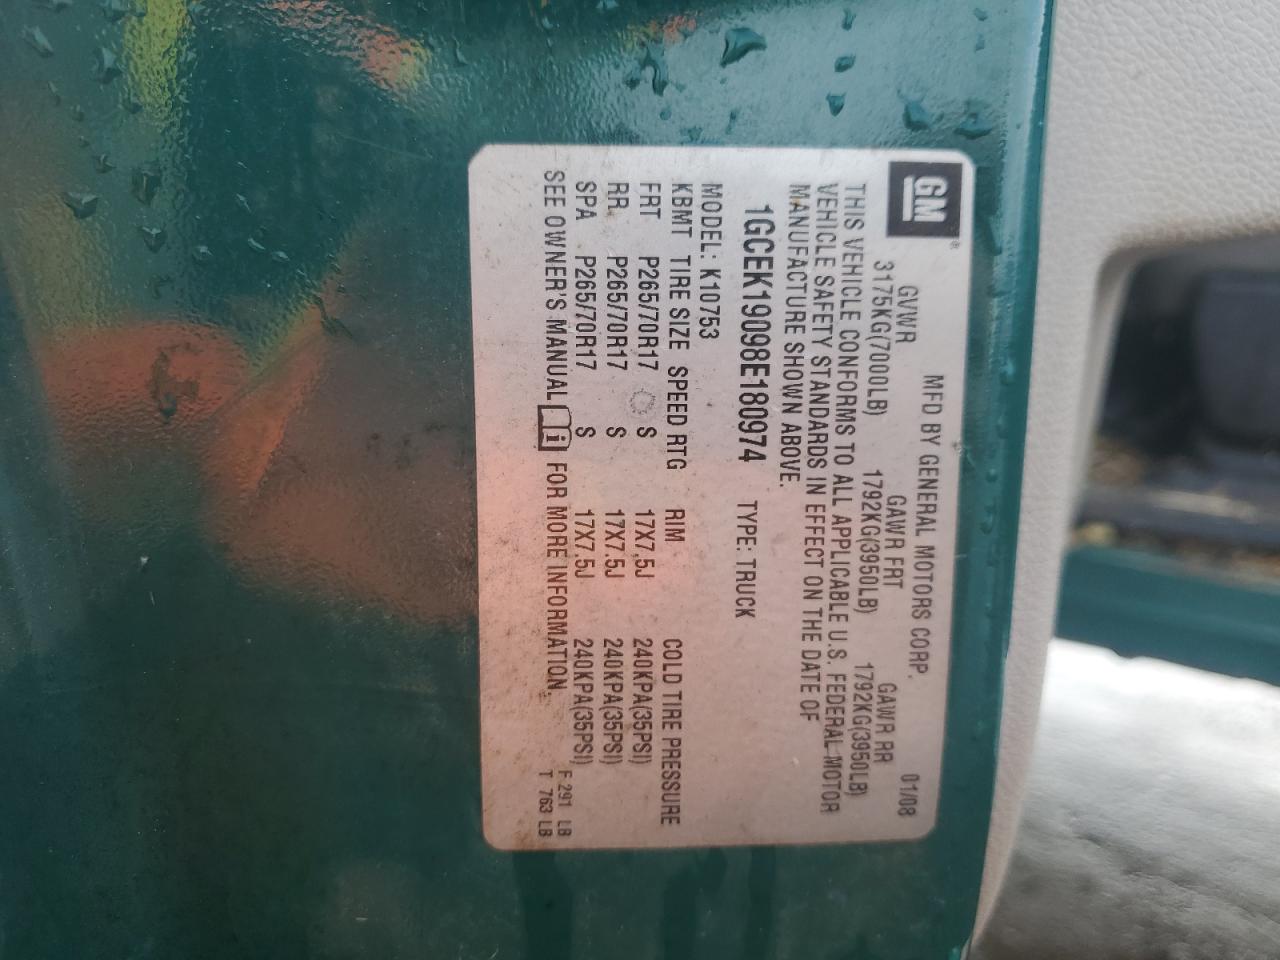 GM
MFD BY GENERAL MOTORS CORP. 01/08
GVWR GAWR FRT GAWR RR
3175KG(7000LB) 1792KG(3950LB) 1792KG(3950LB)
THIS VEHICLE CONFORMS TO ALL APPLICABLE U.S. FEDERAL MOTOR
VEHICLE SAFETY STANDARDS IN EFFECT ON THE DATE OF
MANUFACTURE SHOWN ABOVE.
1GCEK19098E180974 TYPE: TRUCK
MODEL: K10753
KBMT TIRE SIZE SPEED RTG RIM COLD TIRE PRESSURE
FRT P265/70R17 S 17X7.5J 240KPA(35PSI)
RR P265/70R17 S 17X7.5J 240KPA(35PSI)
SPA P265/70R17 S 17X7.5J 240KPA(35PSI)
SEE OWNER'S MANUAL i FOR MORE INFORMATION.
F 291 LB
T 763 LB